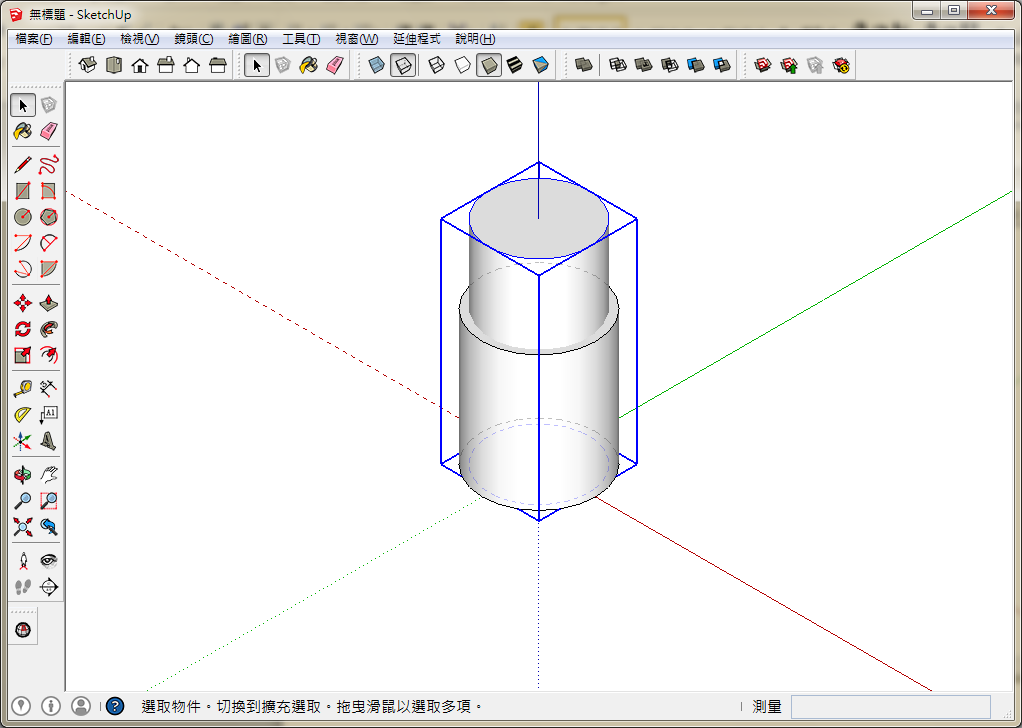 無標題 - SketchUp
檔案(F) 編輯(E) 檢視(V) 鏡頭(C) 繪圖(R) 工具(T) 視窗(W) 延伸程式 說明(H)
A1
選取物件。切換到擴充選取。拖曳滑鼠以選取多項。
測量